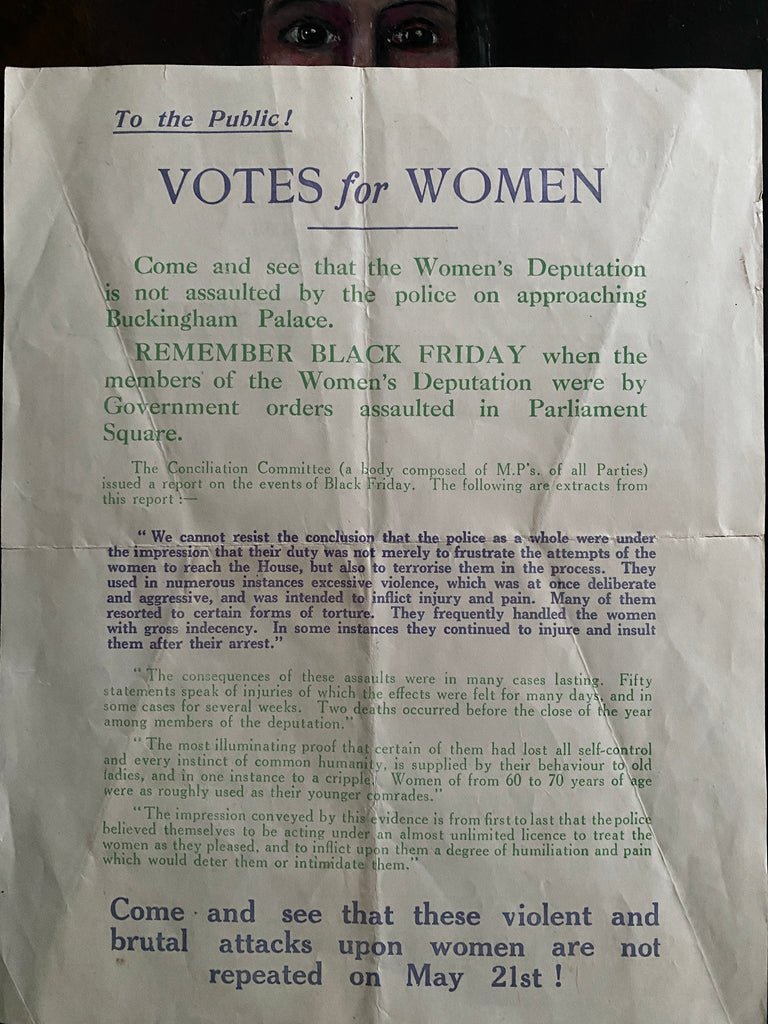 To the Public!
VOTES for WOMEN
Come and see that the Women's Deputation
is not assaulted by the police on approaching
Buckingham Palace.
REMEMBER BLACK FRIDAY when the
members of the Women's Deputation were by
Government orders assaulted in Parliament
Square.
The Conciliation Committee (a body composed of M.P's. of all Parties)
issued a report on the events of Black Friday. The following are extracts from
this report :—
" We cannot resist the conclusion that the police as a whole were under
the impression that their duty was not merely to frustrate the attempts of the
women to reach the House, but also to terrorise them in the process. They
used in numerous instances excessive violence, which was at once deliberate
and aggressive, and was intended to inflict injury and pain. Many of them
resorted to certain forms of torture. They frequently handled the women
with gross indecency. In some instances they continued to injure and insult
them after their arrest."
"The consequences of these assaults were in many cases lasting. Fifty
statements speak of injuries of which the effects were felt for many days, and in
some cases for several weeks. Two deaths occurred before the close of the year
among members of the deputation."
"The most illuminating proof that certain of them had lost all self-control
and every instinct of common humanity, is supplied by their behaviour to old
ladies, and in one instance to a cripple. Women of from 60 to 70 years of age
were as roughly used as their younger comrades."
"The impression conveyed by this evidence is from first to last that the police
believed themselves to be acting under an almost unlimited licence to treat the
women as they pleased, and to inflict upon them a degree of humiliation and pain
which would deter them or intimidate them."
Come and see that these violent and
brutal attacks upon women are not
repeated on May 21st !